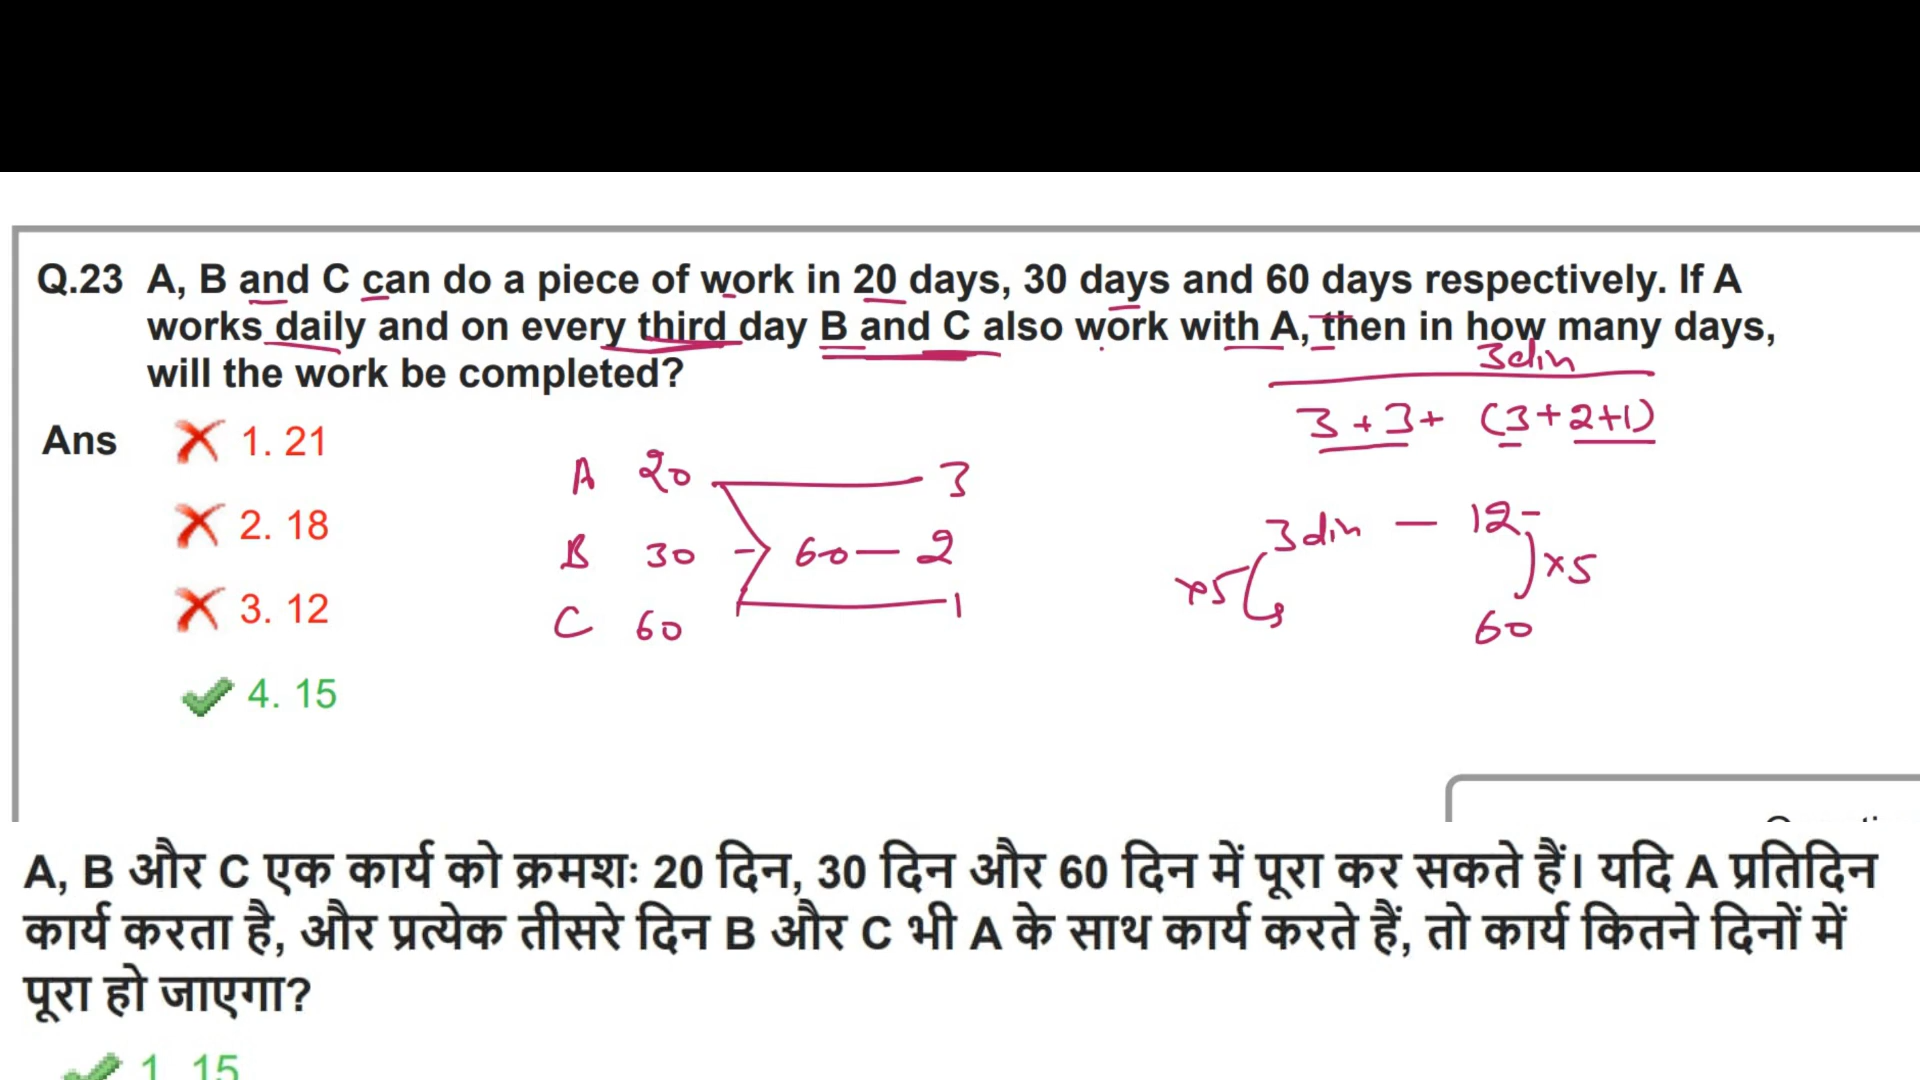 Q.23 A, B and C can do a piece of work in 20 days, 30 days and 60 days respectively. If A
works daily and on every third day B and C also work with A, then in how many days,
will the work be completed?
3din
3 + 3 + (3+2+1)
Ans 1. 21
2. 18
3. 12
4. 15
A 20 3
B 30 60 2
C 60 1
3din — 12
×5 ×5
60
A, B और C एक कार्य को क्रमशः 20 दिन, 30 दिन और 60 दिन में पूरा कर सकते हैं। यदि A प्रतिदिन
कार्य करता है, और प्रत्येक तीसरे दिन B और C भी A के साथ कार्य करते हैं, तो कार्य कितने दिनों में
पूरा हो जाएगा?
1. 15